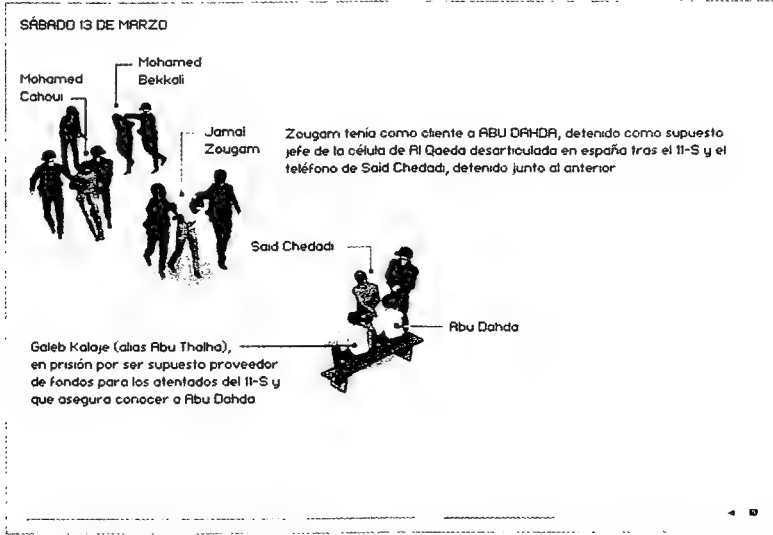 SÁBADO 13 DE MARZO
Mohamed
Bekkali
Mohamed
Cahoui
Jamal
Zougam
Zougam tenía como cliente a ABU DAHDA, detenido como supuesto
jefe de la célula de Al Qaeda desarticulada en españa tras el 11-S y el
teléfono de Said Chedadi, detenido junto al anterior
Said Chedadi
Abu Dahda
Galeb Kalaje (alias Abu Thalha),
en prisión por ser supuesto proveedor
de fondos para los atentados del 11-S y
que asegura conocer a Abu Dahda